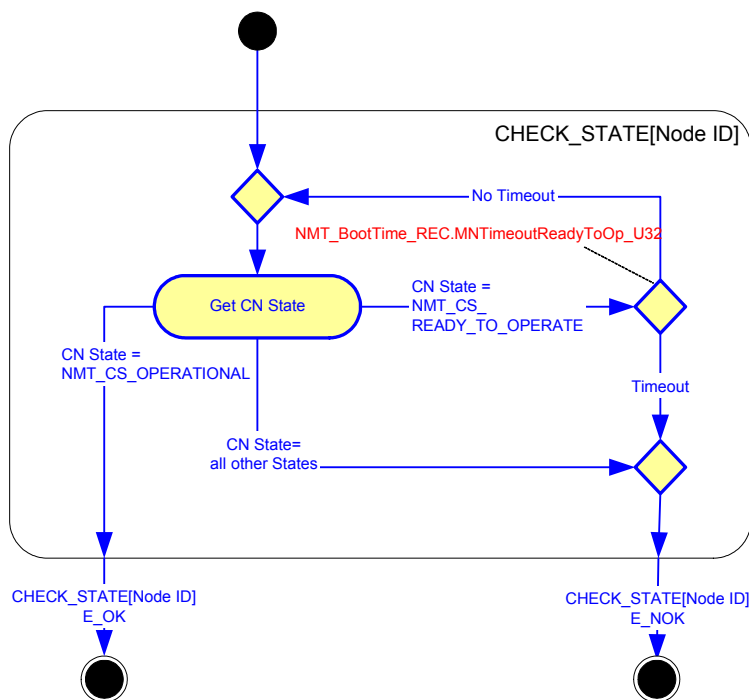 CHECK_STATE[Node ID]
No Timeout
NMT_BootTime_REC.MNTimeoutReadyToOp_U32
Get CN State
CN State =
NMT_CS_
READY_TO_OPERATE
CN State =
NMT_CS_OPERATIONAL
Timeout
CN State=
all other States
CHECK_STATE[Node ID]
E_OK
CHECK_STATE[Node ID]
E_NOK